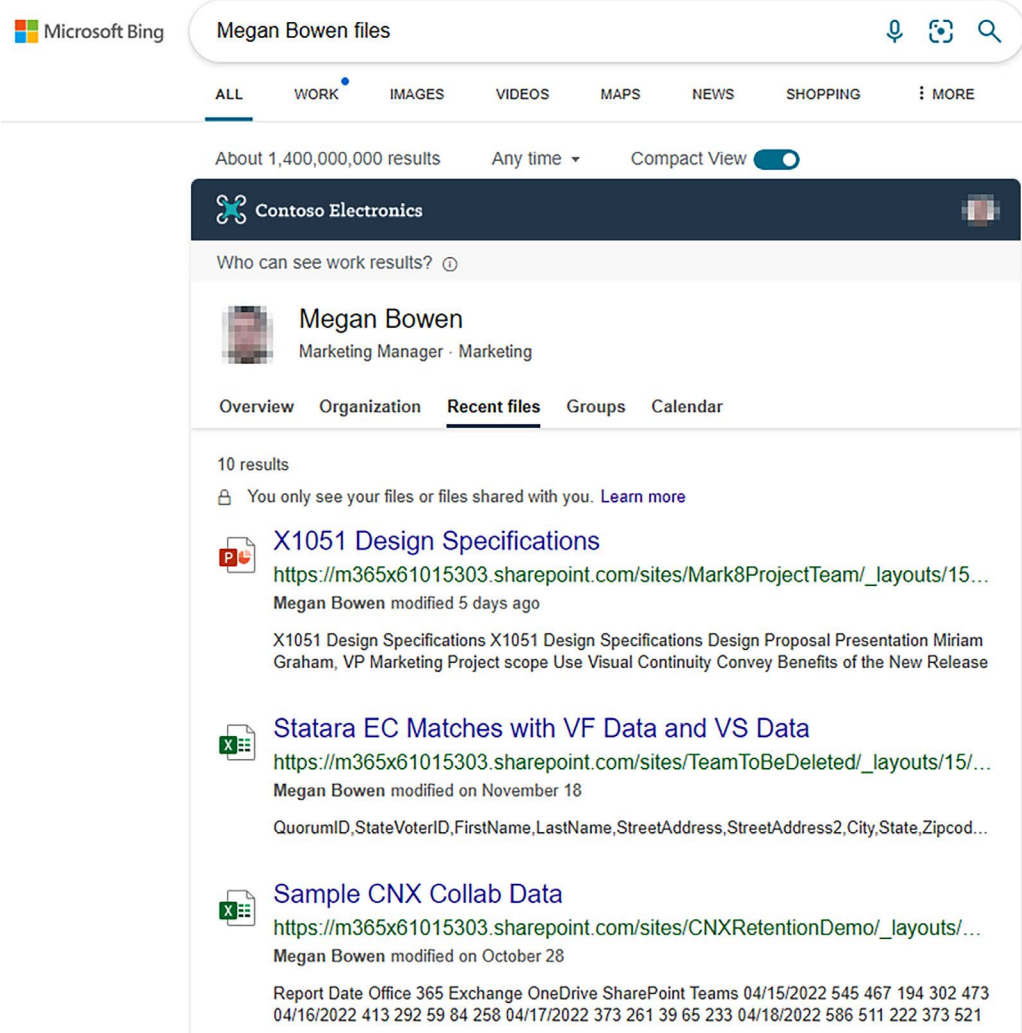 Microsoft Bing
Megan Bowen files
ALL WORK IMAGES VIDEOS MAPS NEWS SHOPPING MORE
About 1,400,000,000 results Any time Compact View
Contoso Electronics
Who can see work results?
Megan Bowen
Marketing Manager · Marketing
Overview Organization Recent files Groups Calendar
10 results
You only see your files or files shared with you. Learn more
X1051 Design Specifications
https://m365x61015303.sharepoint.com/sites/Mark8ProjectTeam/_layouts/15...
Megan Bowen modified 5 days ago
X1051 Design Specifications X1051 Design Specifications Design Proposal Presentation Miriam
Graham, VP Marketing Project scope Use Visual Continuity Convey Benefits of the New Release
Statara EC Matches with VF Data and VS Data
https://m365x61015303.sharepoint.com/sites/TeamToBeDeleted/_layouts/15/...
Megan Bowen modified on November 18
QuorumID,StateVoterID,FirstName,LastName,StreetAddress,StreetAddress2,City,State,Zipcod...
Sample CNX Collab Data
https://m365x61015303.sharepoint.com/sites/CNXRetentionDemo/_layouts/...
Megan Bowen modified on October 28
Report Date Office 365 Exchange OneDrive SharePoint Teams 04/15/2022 545 467 194 302 473
04/16/2022 413 292 59 84 258 04/17/2022 373 261 39 65 233 04/18/2022 586 511 222 373 521